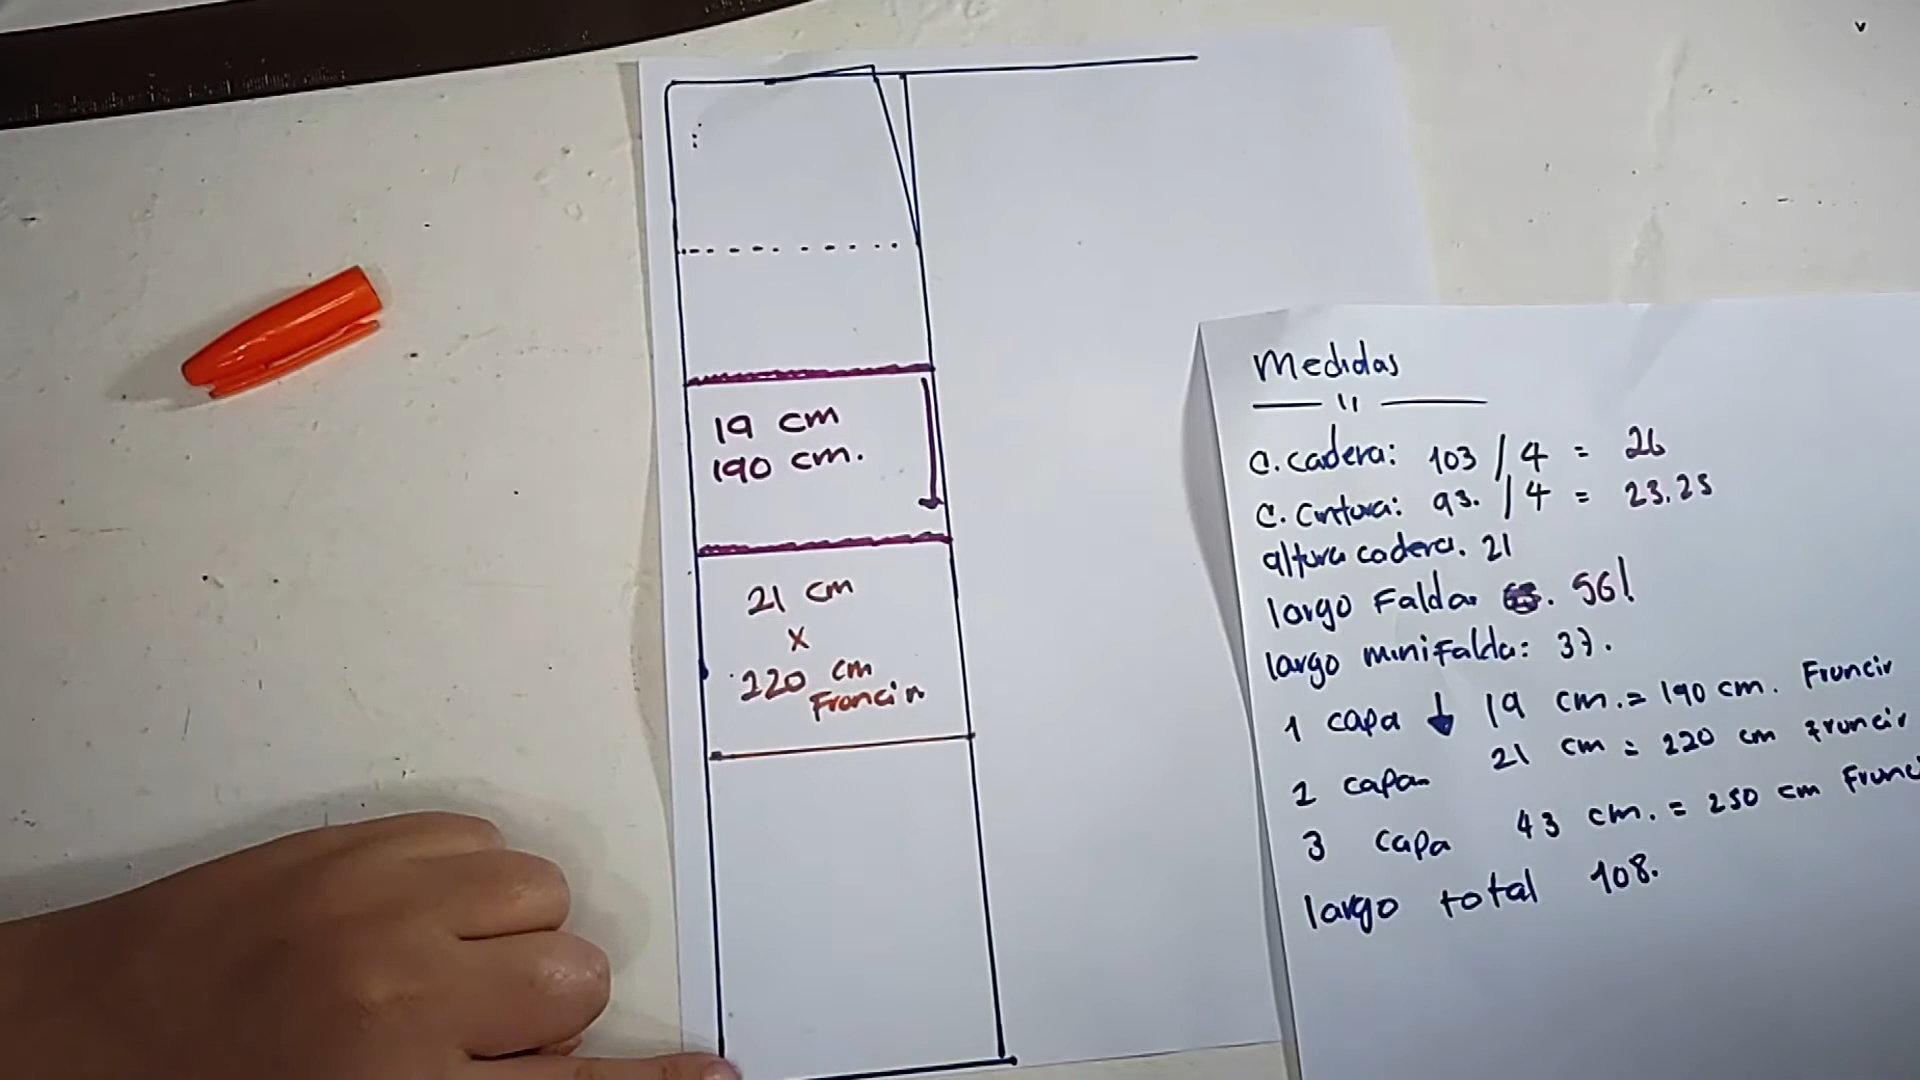 19 cm
190 cm.
21 cm
x
220 cm
Froncir
Medidas
C. cadera: 103 / 4 = 26
C. Cintura: 93. / 4 = 23.25
altura cadera. 21
largo Falda. 56!
largo minifalda: 37.
1 capa ↓ 19 cm. = 190 cm. Fruncir
2 capa 21 cm = 220 cm fruncir
3 capa 43 cm. = 250 cm Frunc
largo total 108.